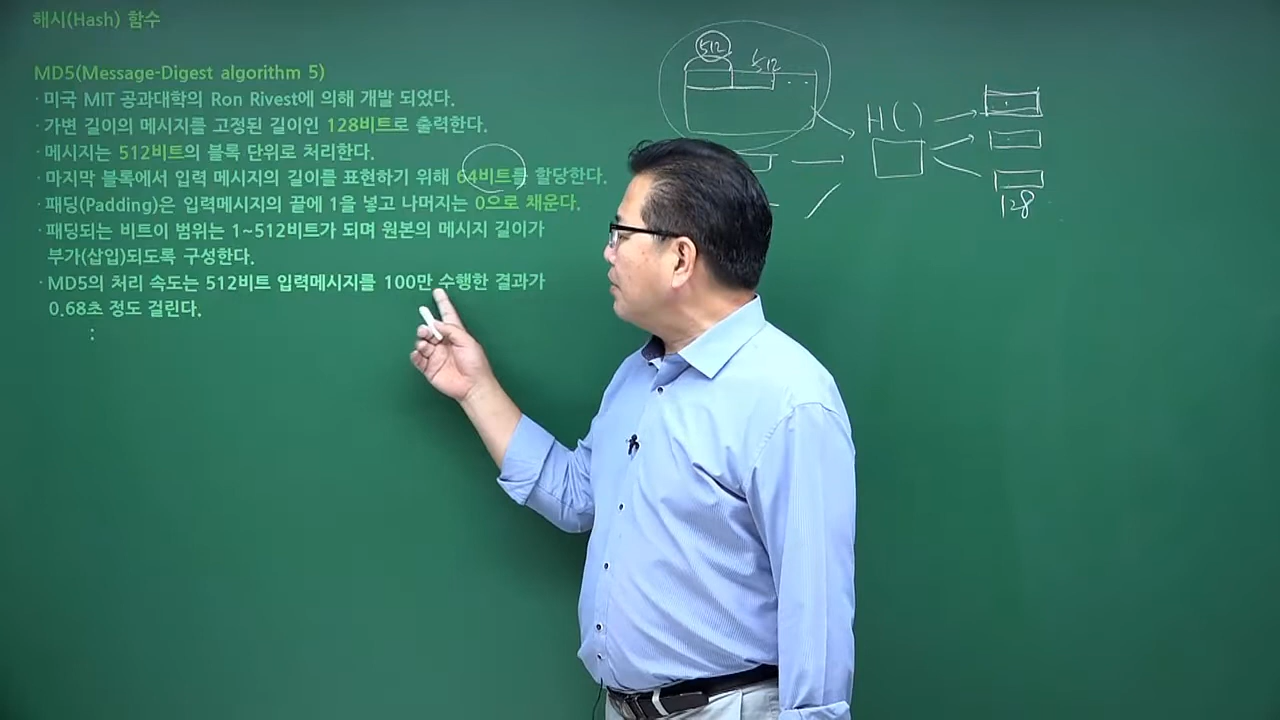 해시(Hash) 함수
MD5(Message-Digest algorithm 5)
· 미국 MIT 공과대학의 Ron Rivest에 의해 개발 되었다.
· 가변 길이의 메시지를 고정된 길이인 128비트로 출력한다.
· 메시지는 512비트의 블록 단위로 처리한다.
· 마지막 블록에서 입력 메시지의 길이를 표현하기 위해 64비트를 할당한다.
· 패딩(Padding)은 입력메시지의 끝에 1을 넣고 나머지는 0으로 채운다.
· 패딩되는 비트이 범위는 1~512비트가 되며 원본의 메시지 길이가
부가(삽입)되도록 구성한다.
· MD5의 처리 속도는 512비트 입력메시지를 100만 수행한 결과가
0.68초 정도 걸린다.
:
512
512 ...
H( )
128